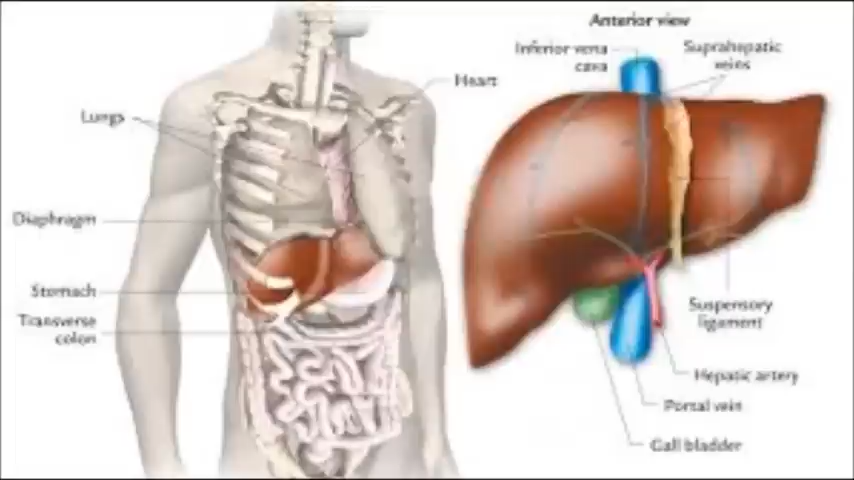 Anterior view
Inferior vena
cava
Suprahepatic
veins
Heart
Lungs
Diaphragm
Stomach
Transverse
colon
Suspensory
ligament
Hepatic artery
Portal vein
Gall bladder